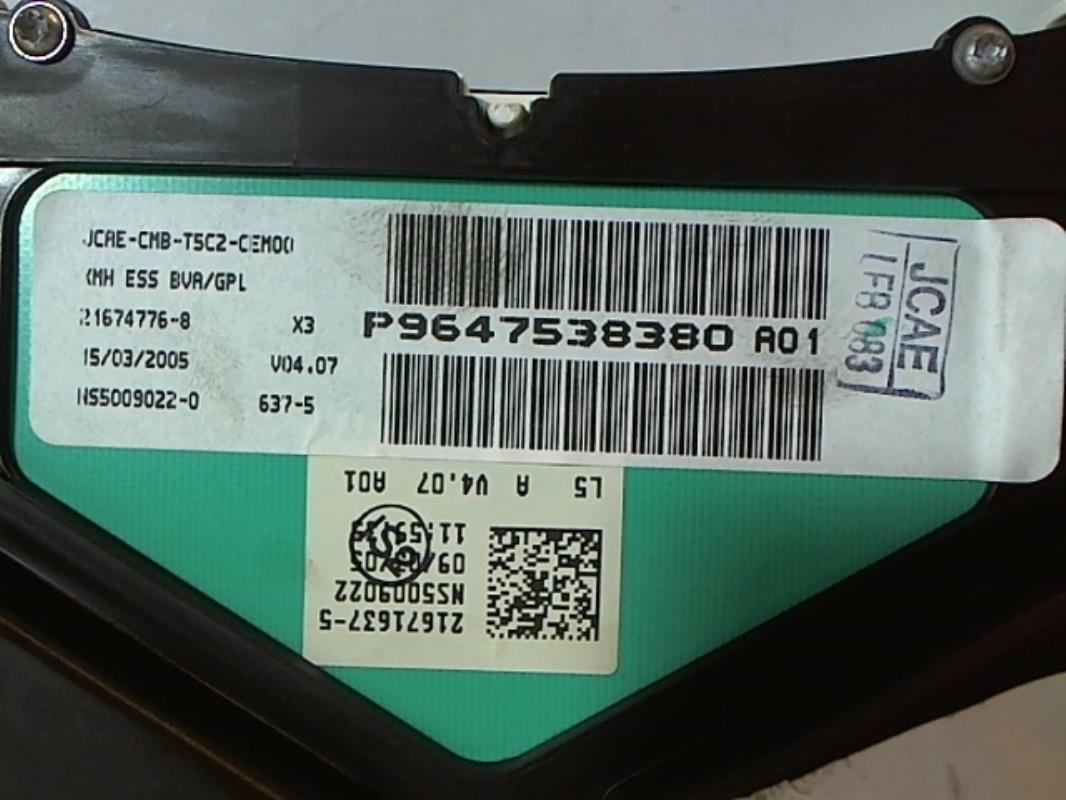 JCAE-CMB-T5C2-CEM00
KMH ESS BVA/GPL
21674776-8 X3
15/03/2005 V04.07
NS5009022-0 637-5
P9647538380 A01
JCAE
L5 A V4.07 A01
NS5009022
21671637-5